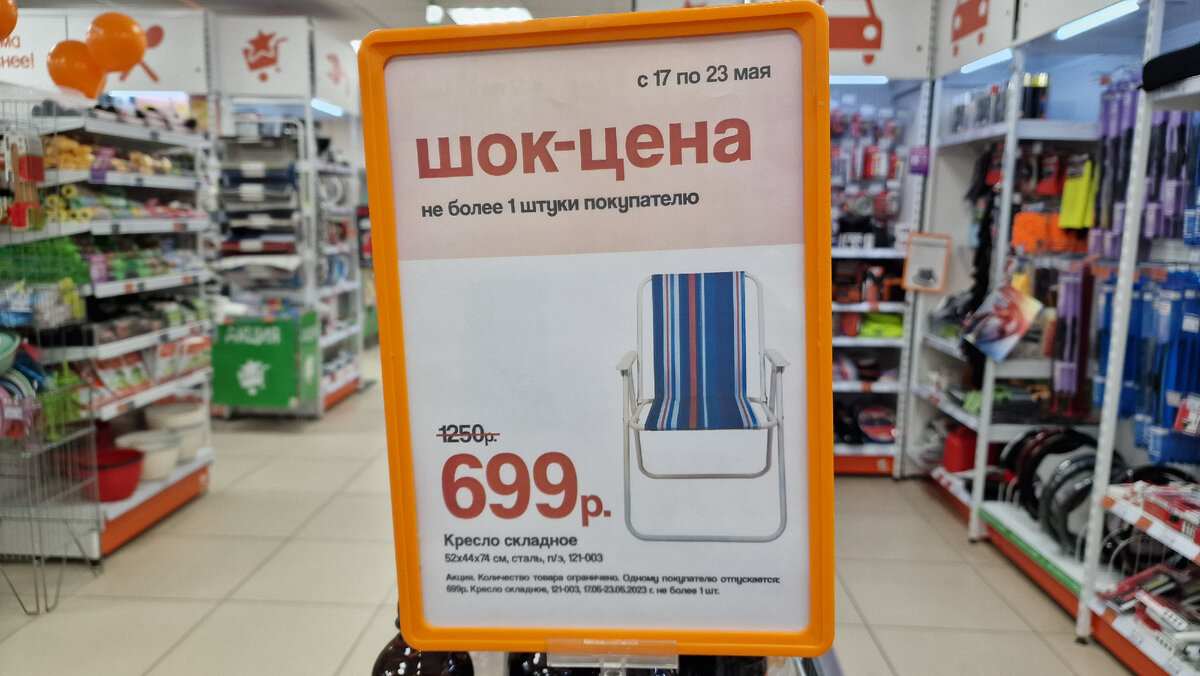 с 17 по 23 мая
шок-цена
не более 1 штуки покупателю
1250р.
699р.
Кресло складное
52х44х74 см, сталь, п/э, 121-003
Акция. Количество товара ограничено. Одному покупателю отпускается:
699р. Кресло складное, 121-003, 17.05-23.05.2023 г. не более 1 шт.
АКЦИЯ